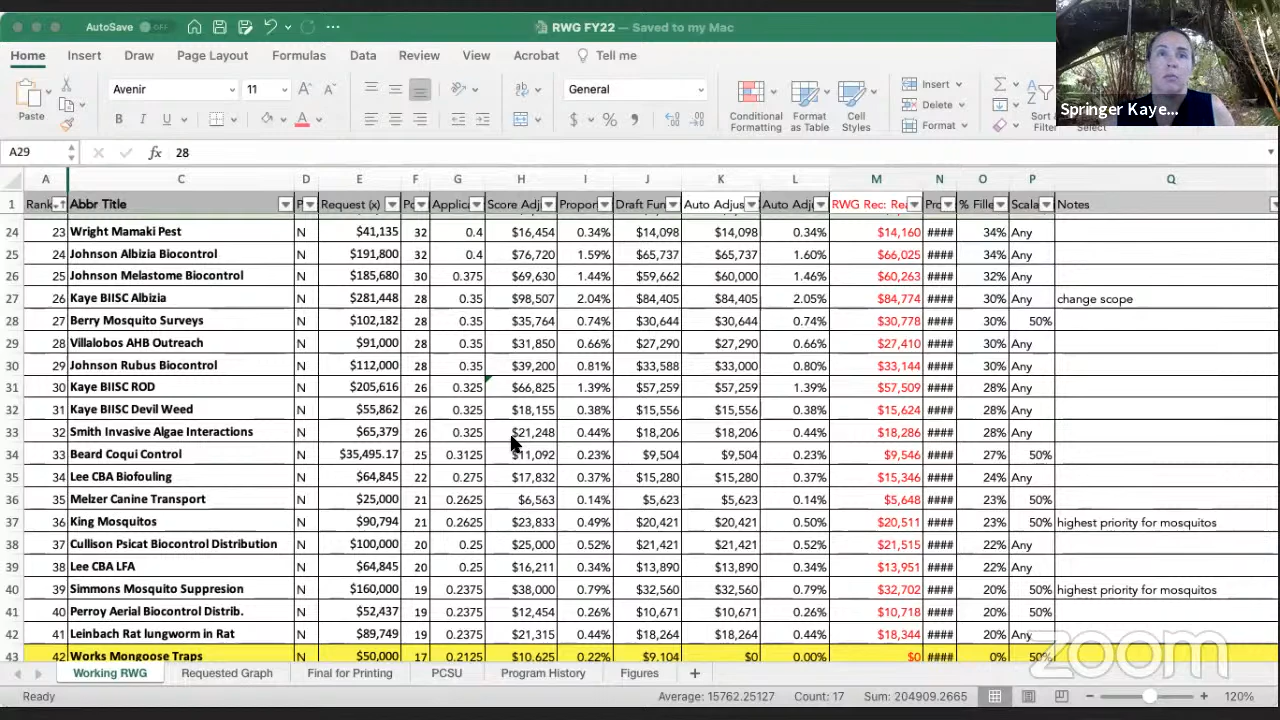 AutoSave OFF RWG FY22 — Saved to my Mac
Home Insert Draw Page Layout Formulas Data Review View Acrobat Tell me
Paste Avenir 11 General Conditional Formatting Format as Table Cell Styles Insert Delete Format Sort Filter Select
Springer Kaye...
A29 fx 28
A C D E F G H I J K L M N O P Q
1 Rank Abbr Title Request (x) Applica Score Adj Propor Draft Fun Auto Adjus Auto Adj RWG Rec: Rea Pro % Fille Scala Notes
24 23 Wright Mamaki Pest N $41,135 32 0.4 $16,454 0.34% $14,098 $14,098 0.34% $14,160 #### 34% Any
25 24 Johnson Albizia Biocontrol N $191,800 32 0.4 $76,720 1.59% $65,737 $65,737 1.60% $66,025 #### 34% Any
26 25 Johnson Melastome Biocontrol N $185,680 30 0.375 $69,630 1.44% $59,662 $60,000 1.46% $60,263 #### 32% Any
27 26 Kaye BIISC Albizia N $281,448 28 0.35 $98,507 2.04% $84,405 $84,405 2.05% $84,774 #### 30% Any change scope
28 27 Berry Mosquito Surveys N $102,182 28 0.35 $35,764 0.74% $30,644 $30,644 0.74% $30,778 #### 30% 50%
29 28 Villalobos AHB Outreach N $91,000 28 0.35 $31,850 0.66% $27,290 $27,290 0.66% $27,410 #### 30% Any
30 29 Johnson Rubus Biocontrol N $112,000 28 0.35 $39,200 0.81% $33,588 $33,000 0.80% $33,144 #### 30% Any
31 30 Kaye BIISC ROD N $205,616 26 0.325 $66,825 1.39% $57,259 $57,259 1.39% $57,509 #### 28% Any
32 31 Kaye BIISC Devil Weed N $55,862 26 0.325 $18,155 0.38% $15,556 $15,556 0.38% $15,624 #### 28% Any
33 32 Smith Invasive Algae Interactions N $65,379 26 0.325 $21,248 0.44% $18,206 $18,206 0.44% $18,286 #### 28% Any
34 33 Beard Coqui Control N $35,495.17 25 0.3125 $11,092 0.23% $9,504 $9,504 0.23% $9,546 #### 27% 50%
35 34 Lee CBA Biofouling N $64,845 22 0.275 $17,832 0.37% $15,280 $15,280 0.37% $15,346 #### 24% Any
36 35 Melzer Canine Transport N $25,000 21 0.2625 $6,563 0.14% $5,623 $5,623 0.14% $5,648 #### 23% 50%
37 36 King Mosquitos N $90,794 21 0.2625 $23,833 0.49% $20,421 $20,421 0.50% $20,511 #### 23% 50% highest priority for mosquitos
38 37 Cullison Psicat Biocontrol Distribution N $100,000 20 0.25 $25,000 0.52% $21,421 $21,421 0.52% $21,515 #### 22% Any
39 38 Lee CBA LFA N $64,845 20 0.25 $16,211 0.34% $13,890 $13,890 0.34% $13,951 #### 22% Any
40 39 Simmons Mosquito Suppresion N $160,000 19 0.2375 $38,000 0.79% $32,560 $32,560 0.79% $32,702 #### 20% 50% highest priority for mosquitos
41 40 Perroy Aerial Biocontrol Distrib. N $52,437 19 0.2375 $12,454 0.26% $10,671 $10,671 0.26% $10,718 #### 20% 50%
42 41 Leinbach Rat lungworm in Rat N $89,749 19 0.2375 $21,315 0.44% $18,264 $18,264 0.44% $18,344 #### 20% Any
43 42 Works Mongoose Traps N $50,000 17 0.2125 $10,625 0.22% $9,104 $0 0.00% $0 #### 0% 50%
Working RWG Requested Graph Final for Printing PCSU Program History Figures +
Ready Average: 15762.25127 Count: 17 Sum: 204909.2665 120%
zoom